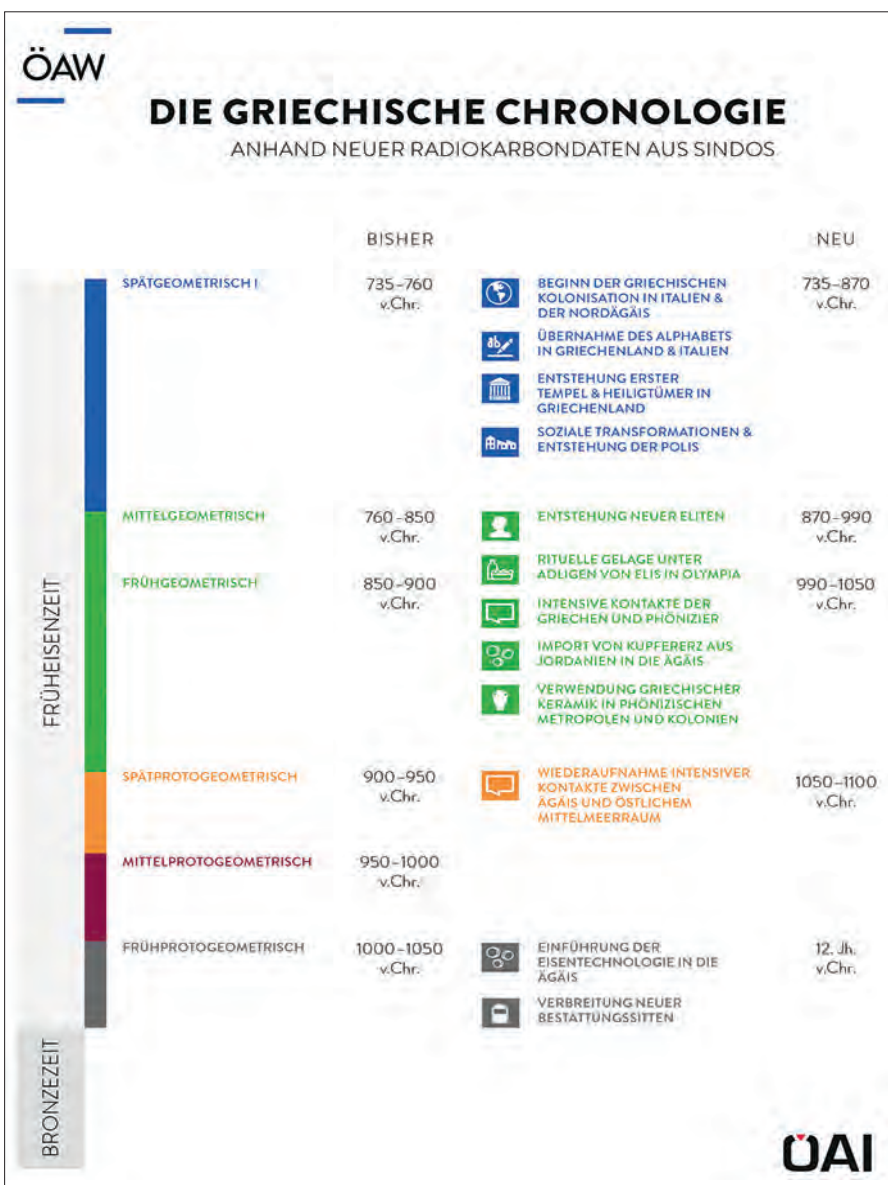 ÖAW
DIE GRIECHISCHE CHRONOLOGIE
ANHAND NEUER RADIOKARBONDATEN AUS SINDOS
BISHER
NEU
FRÜHEISENZEIT
SPÄTGEOMETRISCH I
735–760
v.Chr.
BEGINN DER GRIECHISCHEN
KOLONISATION IN ITALIEN &
DER NORDÄGÄIS
735–870
v.Chr.
ab
ÜBERNAHME DES ALPHABETS
IN GRIECHENLAND & ITALIEN
ENTSTEHUNG ERSTER
TEMPEL & HEILIGTÜMER IN
GRIECHENLAND
SOZIALE TRANSFORMATIONEN &
ENTSTEHUNG DER POLIS
MITTELGEOMETRISCH
760–850
v.Chr.
ENTSTEHUNG NEUER ELITEN
870–990
v.Chr.
RITUELLE GELAGE UNTER
ADLIGEN VON ELIS IN OLYMPIA
FRÜHGEOMETRISCH
850–900
v.Chr.
990–1050
v.Chr.
INTENSIVE KONTAKTE DER
GRIECHEN UND PHÖNIZIER
IMPORT VON KUPFERERZ AUS
JORDANIEN IN DIE ÄGÄIS
VERWENDUNG GRIECHISCHER
KERAMIK IN PHÖNIZISCHEN
METROPOLEN UND KOLONIEN
SPÄTPROTOGEOMETRISCH
900–950
v.Chr.
WIEDERAUFNAHME INTENSIVER
KONTAKTE ZWISCHEN
ÄGÄIS UND ÖSTLICHEM
MITTELMEERRAUM
1050–1100
v.Chr.
MITTELPROTOGEOMETRISCH
950–1000
v.Chr.
FRÜHPROTOGEOMETRISCH
1000–1050
v.Chr.
EINFÜHRUNG DER
EISENTECHNOLOGIE IN DIE
ÄGÄIS
12. Jh.
v.Chr.
VERBREITUNG NEUER
BESTATTUNGSSITTEN
BRONZEZEIT
ÖAI